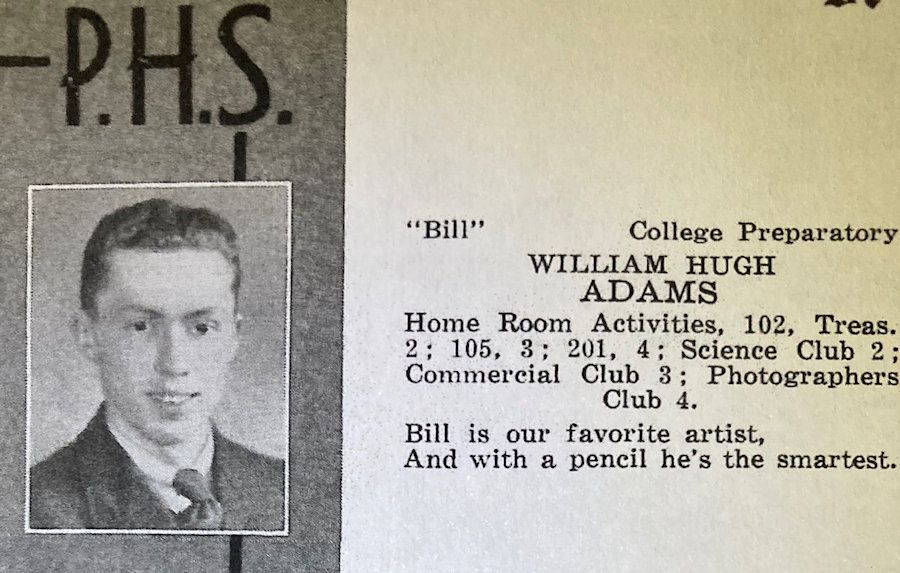 P.H.S.
"Bill" College Preparatory
WILLIAM HUGH
ADAMS
Home Room Activities, 102, Treas.
2; 105, 3; 201, 4; Science Club 2;
Commercial Club 3; Photographers
Club 4.
Bill is our favorite artist,
And with a pencil he's the smartest.